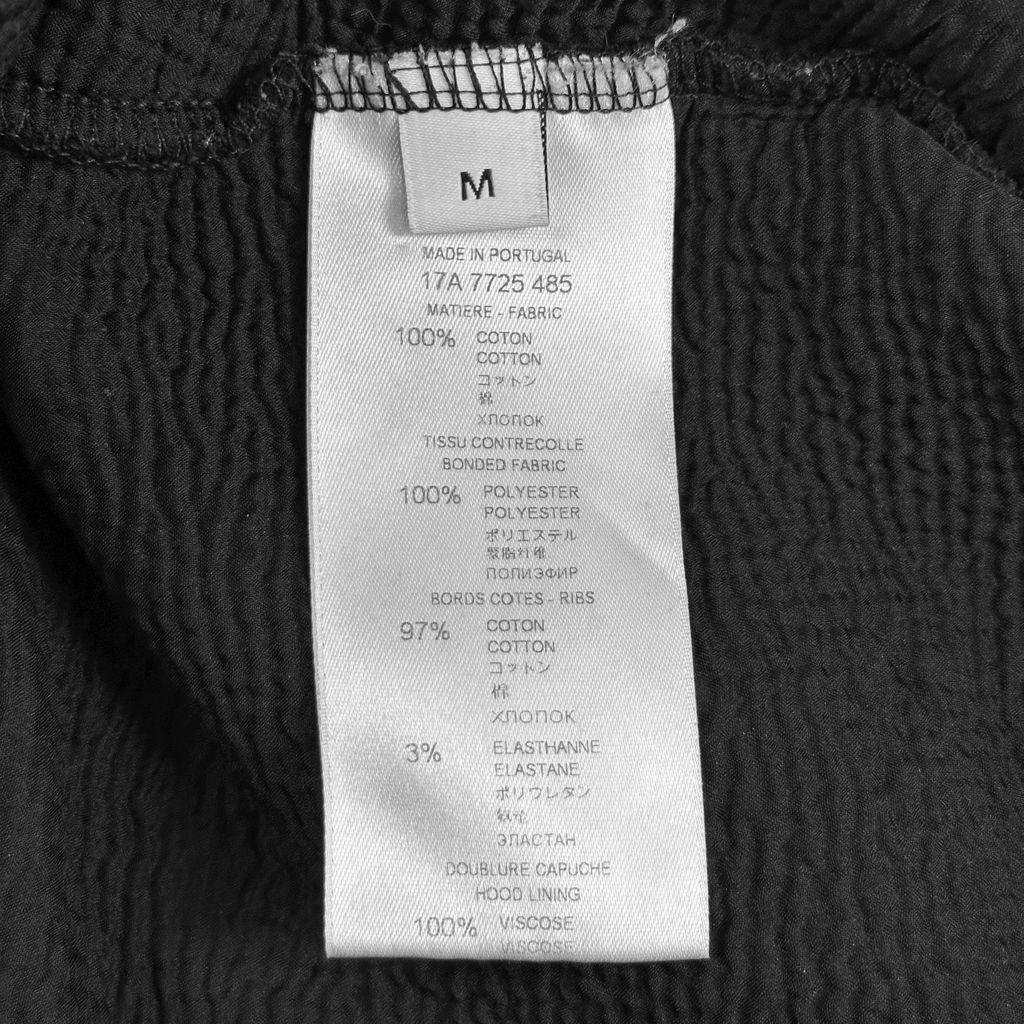 M
MADE IN PORTUGAL
17A 7725 485
MATIERE - FABRIC
100% COTON
COTTON
コットン
棉
ХЛОПОК
TISSU CONTRECOLLE
BONDED FABRIC
100% POLYESTER
POLYESTER
ポリエステル
聚脂纤维
ПОЛИЭФИР
BORDS COTES - RIBS
97% COTON
COTTON
コットン
棉
ХЛОПОК
3% ELASTHANNE
ELASTANE
ポリウレタン
ЭЛАСТАН
DOUBLURE CAPUCHE
HOOD LINING
100% VISCOSE
VISCOSE